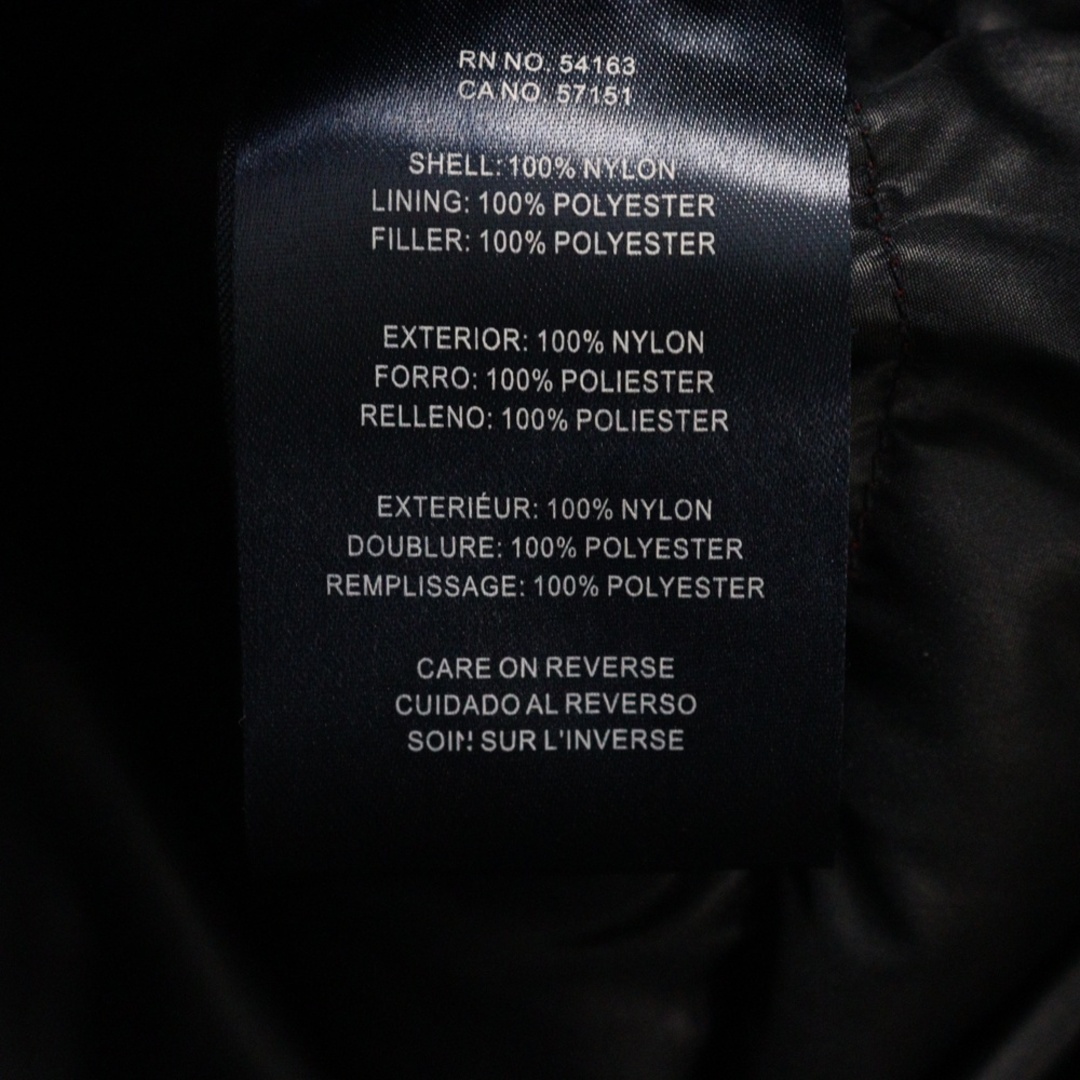 RN NO. 54163
CA NO. 57151
SHELL: 100% NYLON
LINING: 100% POLYESTER
FILLER: 100% POLYESTER
EXTERIOR: 100% NYLON
FORRO: 100% POLIESTER
RELLENO: 100% POLIESTER
EXTERIÉUR: 100% NYLON
DOUBLURE: 100% POLYESTER
REMPLISSAGE: 100% POLYESTER
CARE ON REVERSE
CUIDADO AL REVERSO
SOIN SUR L'INVERSE